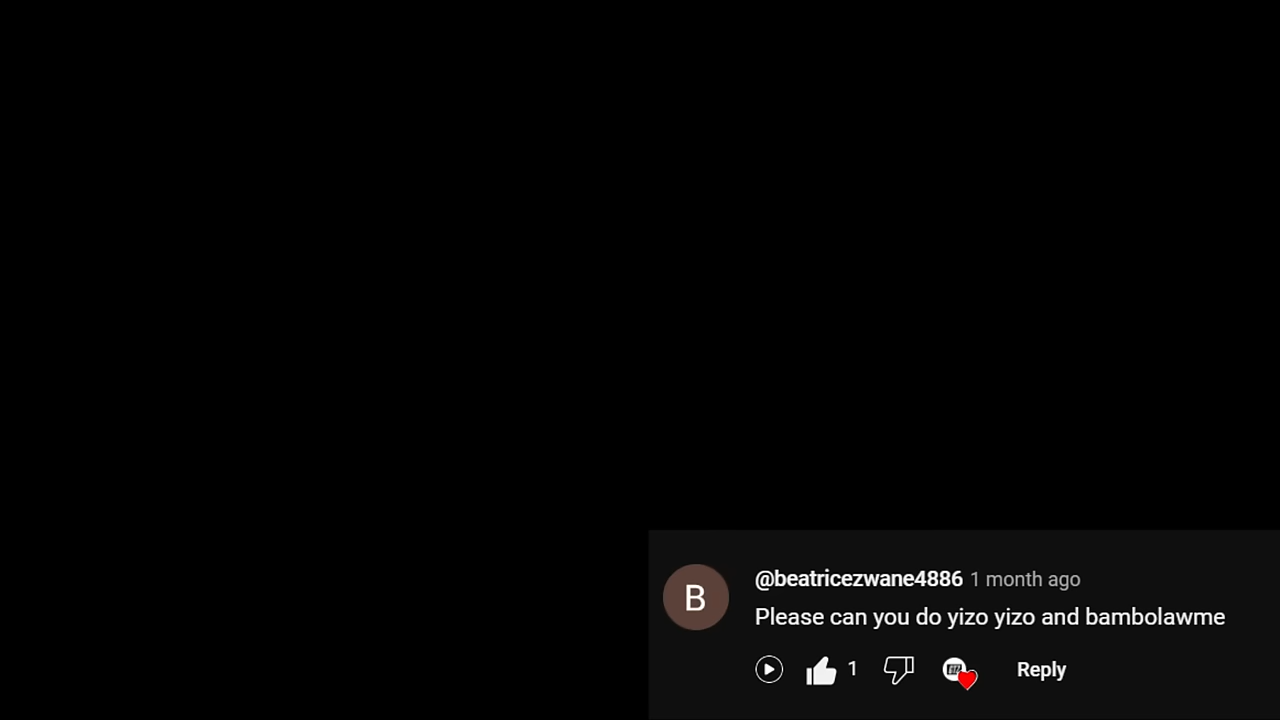 @beatricezwane4886 1 month ago
Please can you do yizo yizo and bambolawme
B
1
Reply